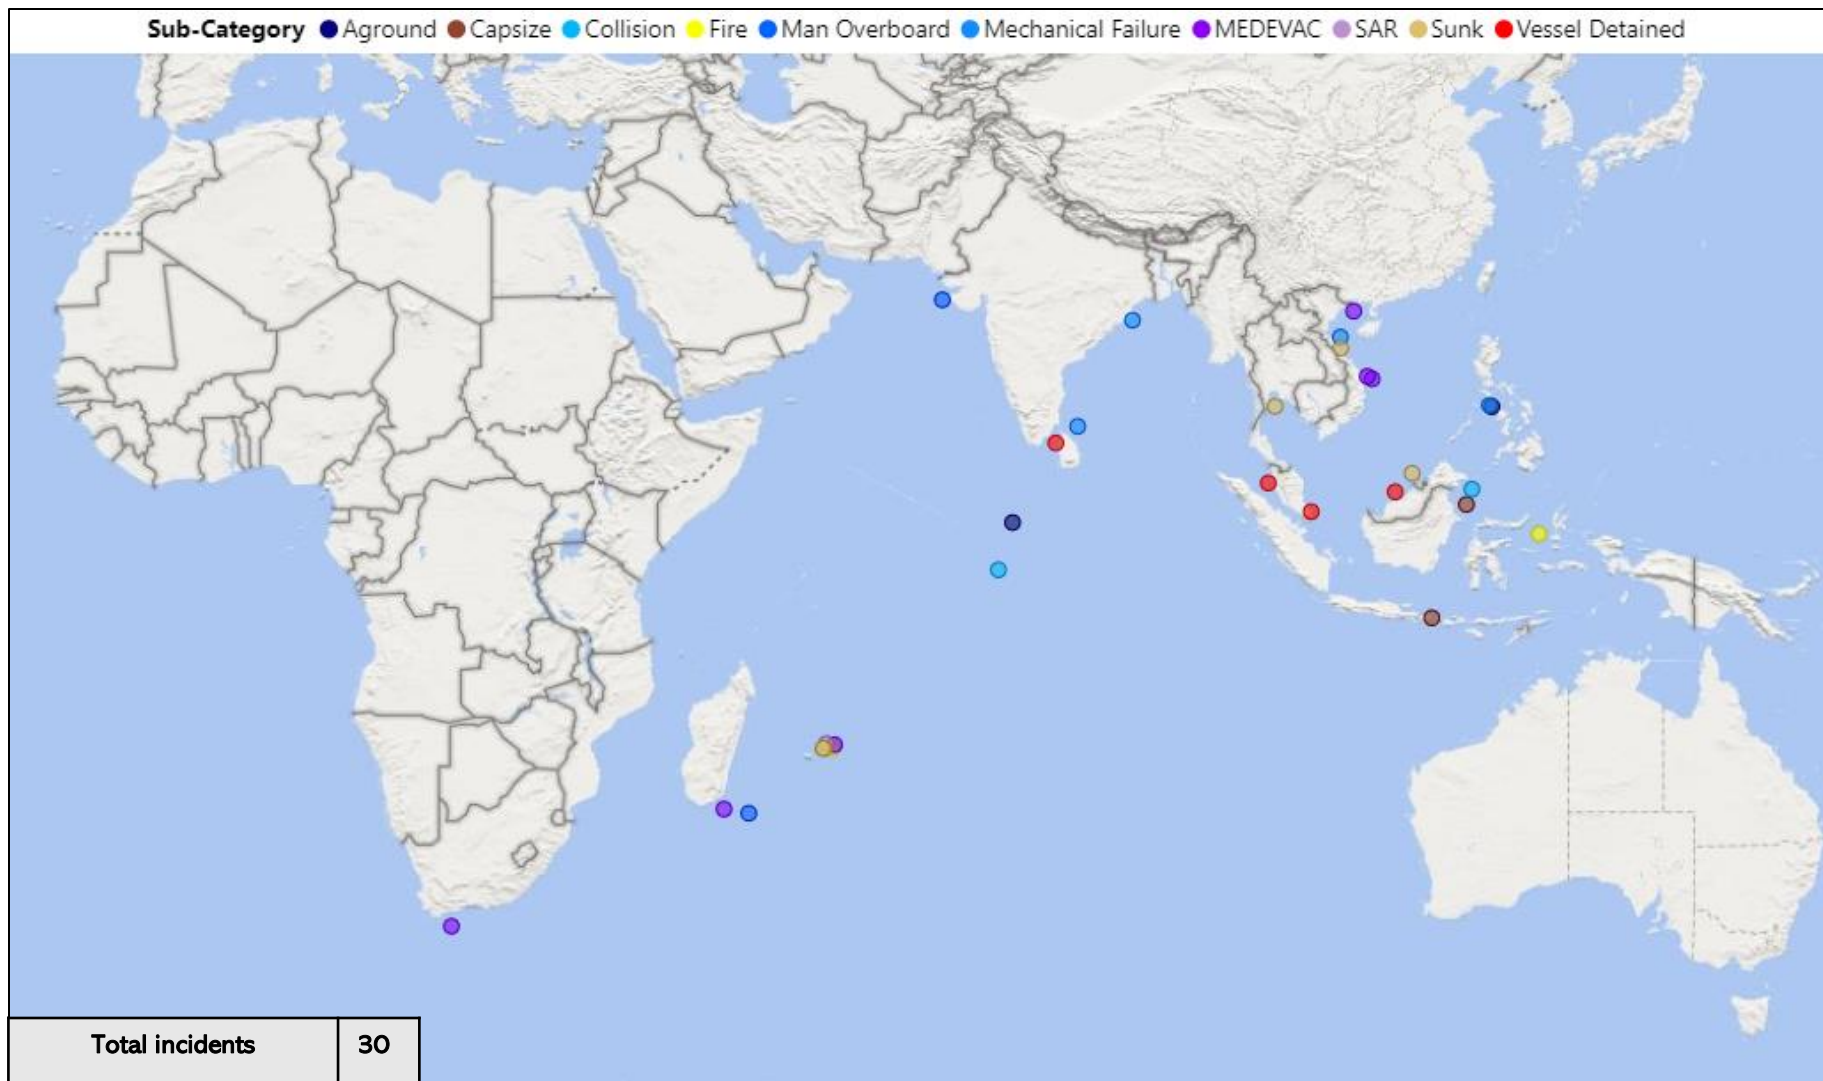 Sub-Category Aground Capsize Collision Fire Man Overboard Mechanical Failure MEDEVAC SAR Sunk Vessel Detained
Total incidents 30